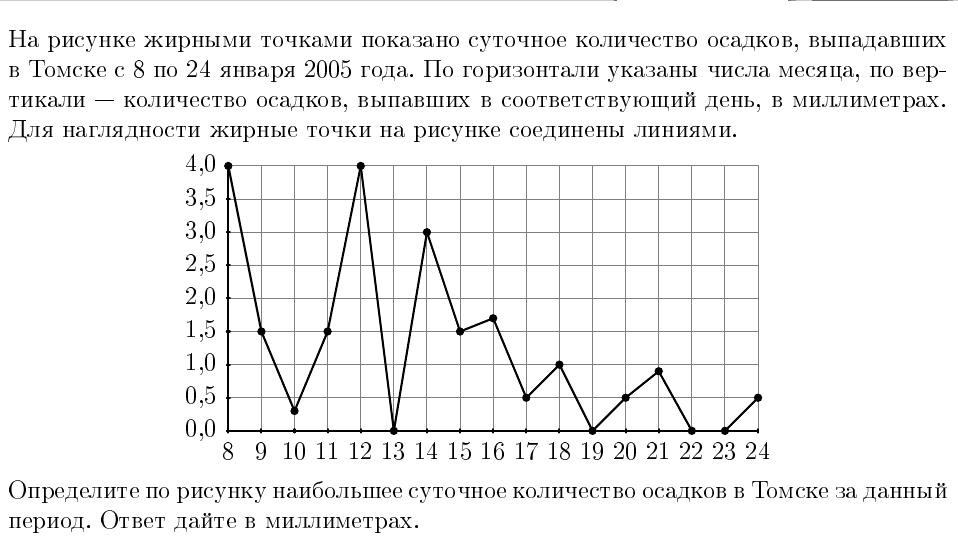 На рисунке жирными точками показано суточное количество осадков, выпадавших
в Томске с 8 по 24 января 2005 года. По горизонтали указаны числа месяца, по вер-
тикали — количество осадков, выпавших в соответствующий день, в миллиметрах.
Для наглядности жирные точки на рисунке соединены линиями.
4,0
3,5
3,0
2,5
2,0
1,5
1,0
0,5
0,0
8 9 10 11 12 13 14 15 16 17 18 19 20 21 22 23 24
Определите по рисунку наибольшее суточное количество осадков в Томске за данный
период. Ответ дайте в миллиметрах.